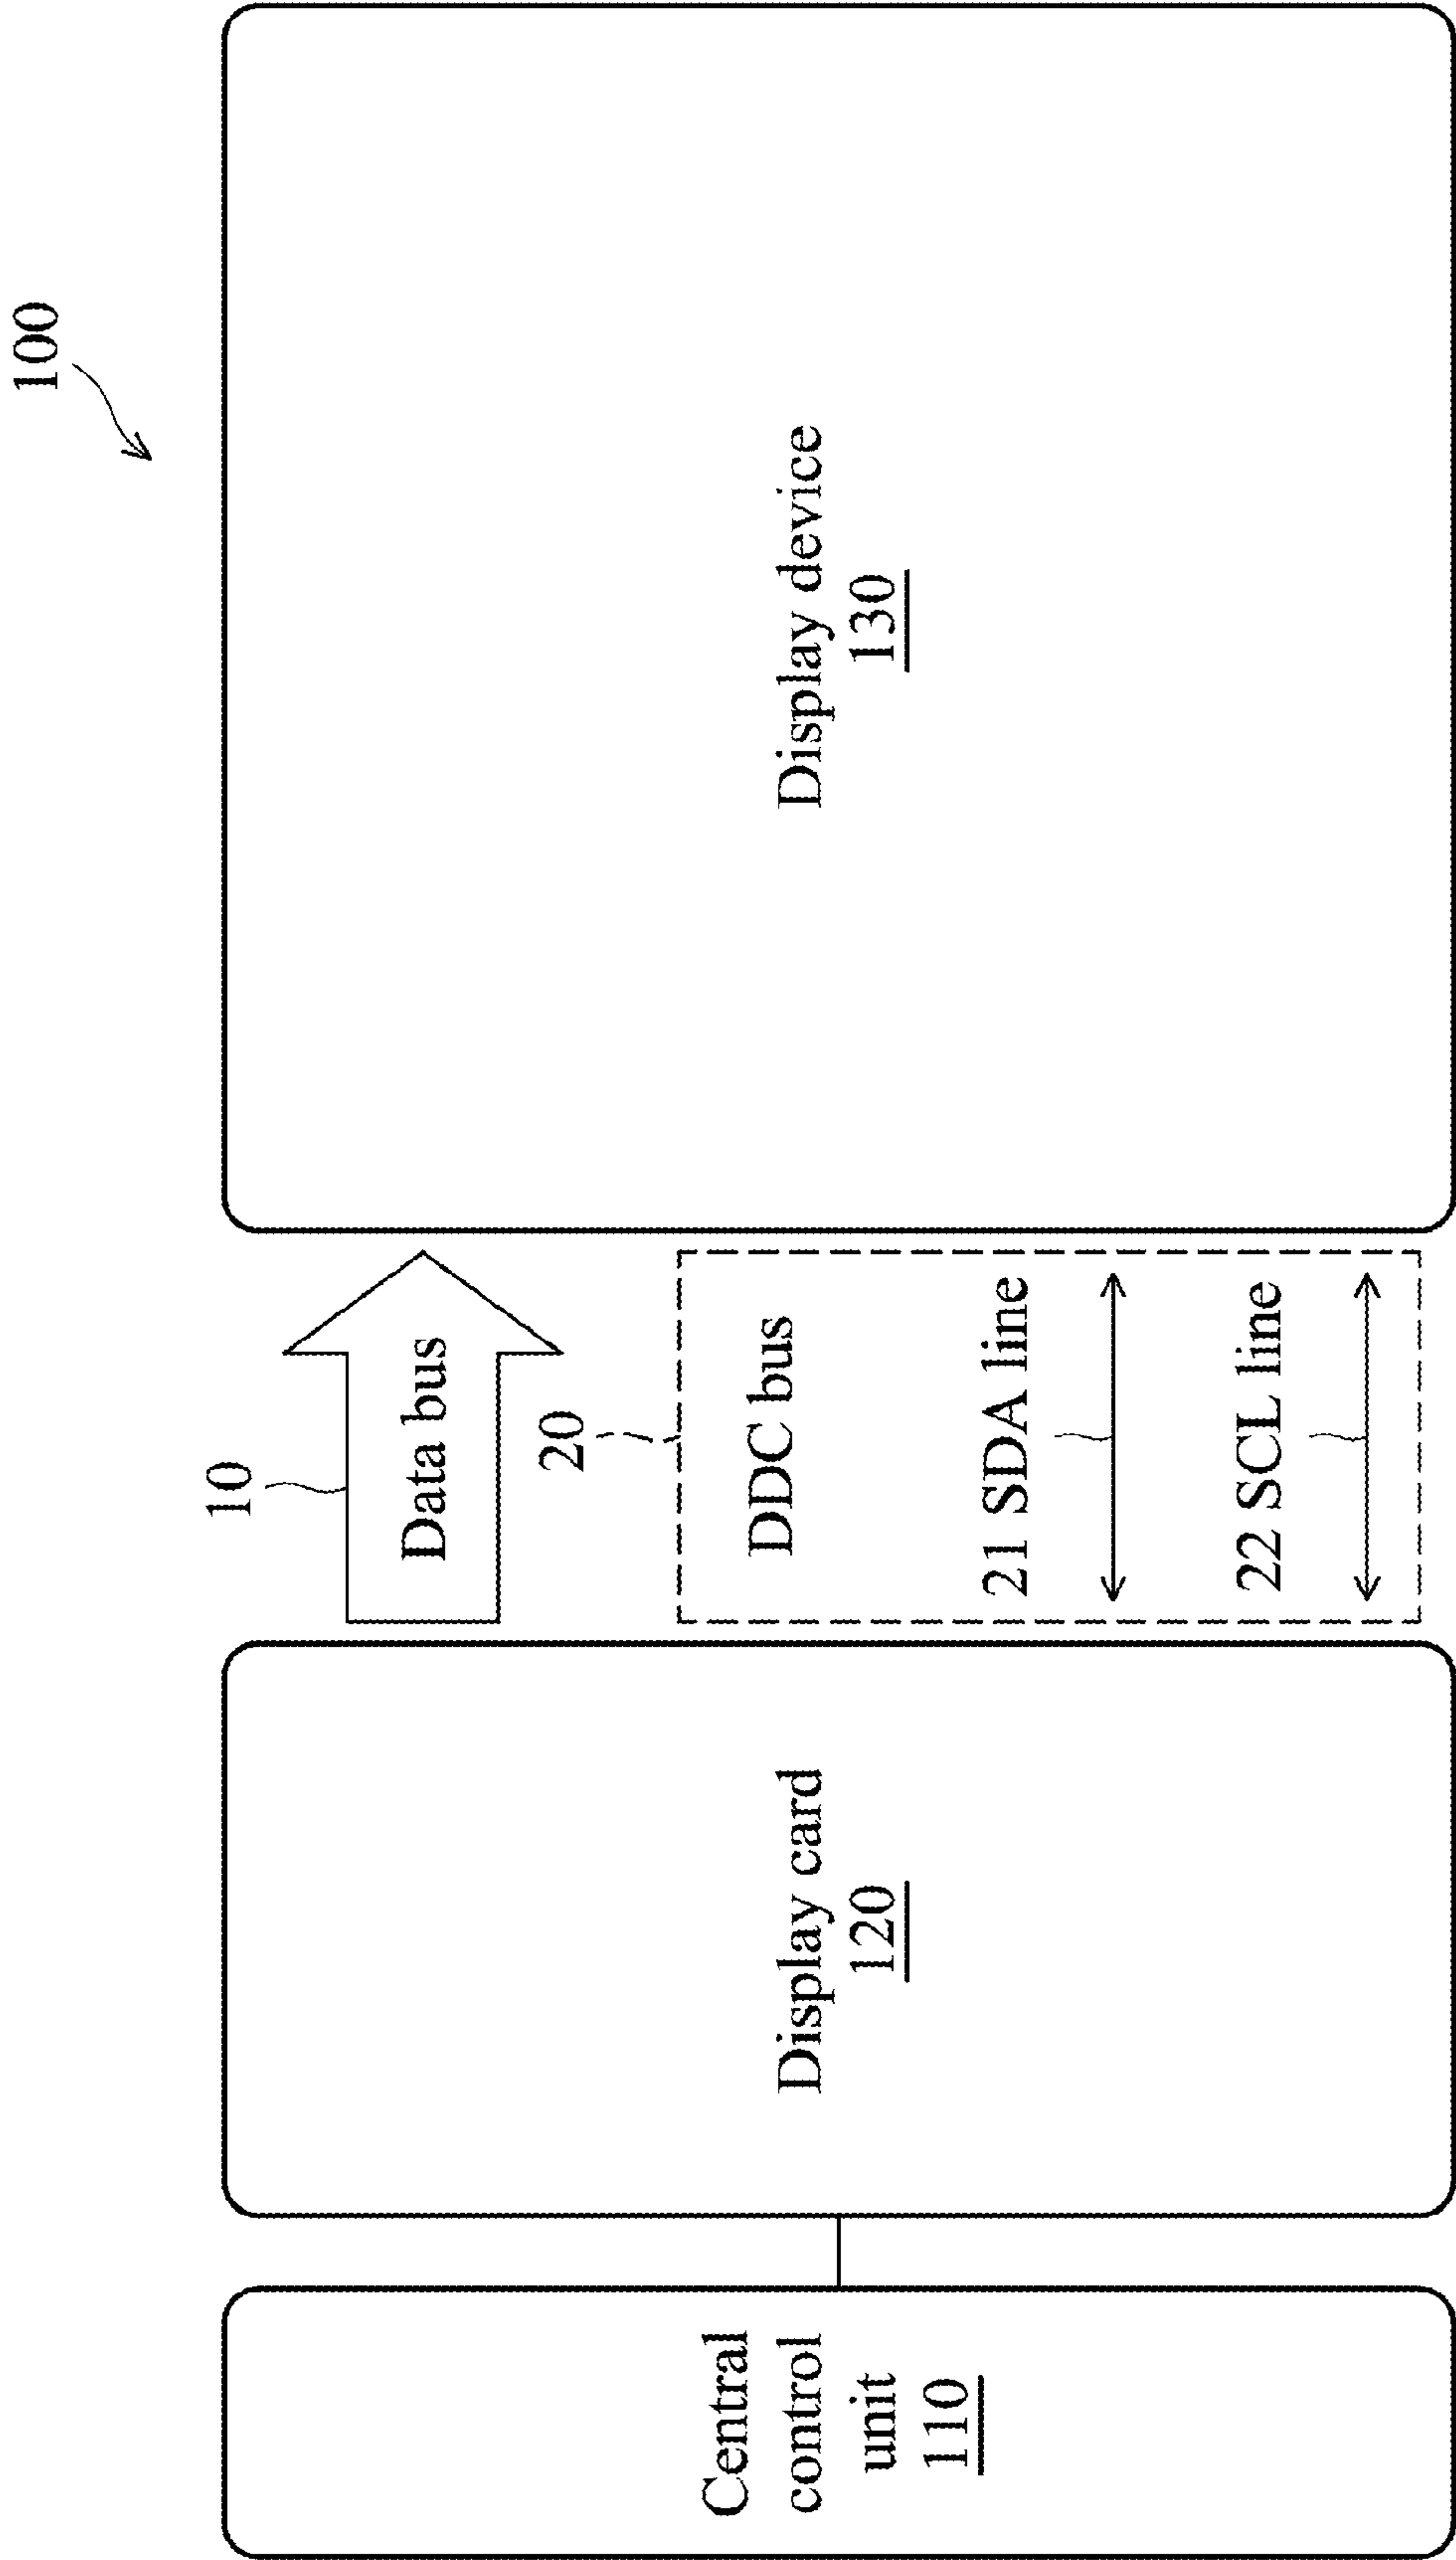 100
Central
control
unit
110
Display card
120
10
Data bus
20
DDC bus
21 SDA line
22 SCL line
Display device
130